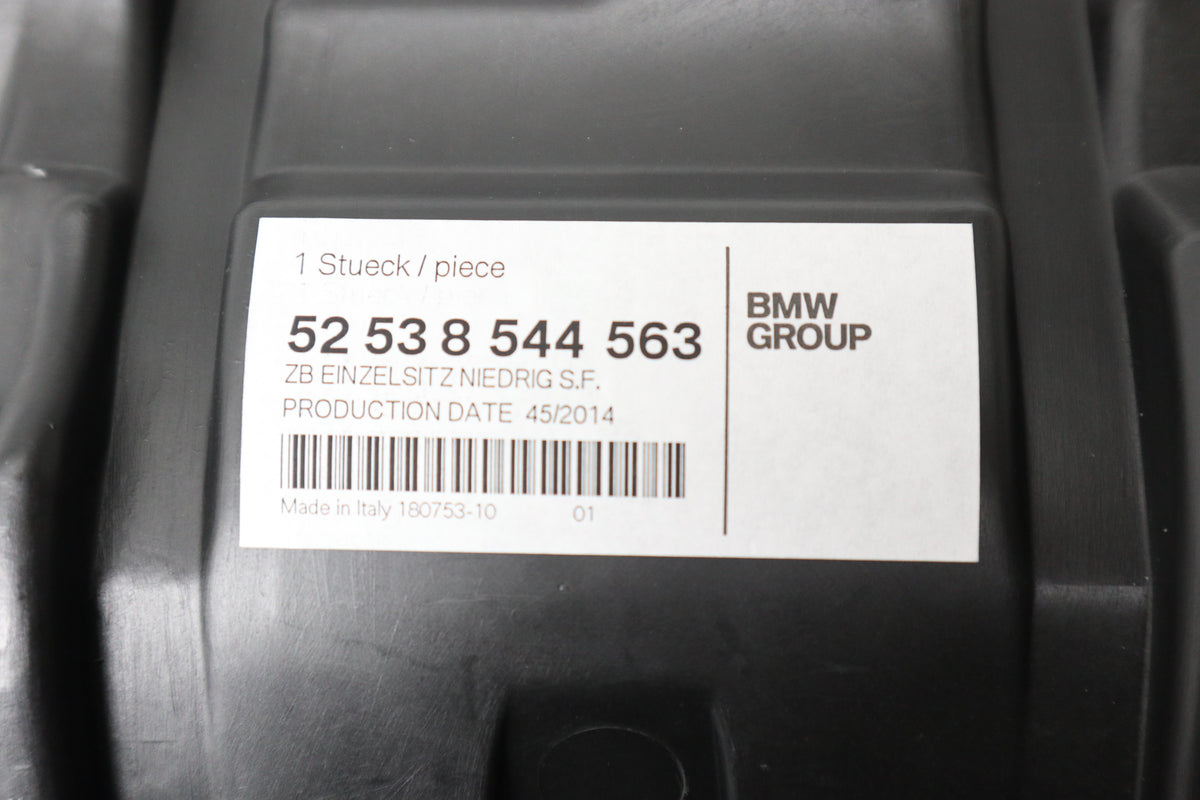 1 Stueck / piece
52 53 8 544 563
ZB EINZELSITZ NIEDRIG S.F.
PRODUCTION DATE 45/2014
Made in Italy 180753-10 01
BMW
GROUP